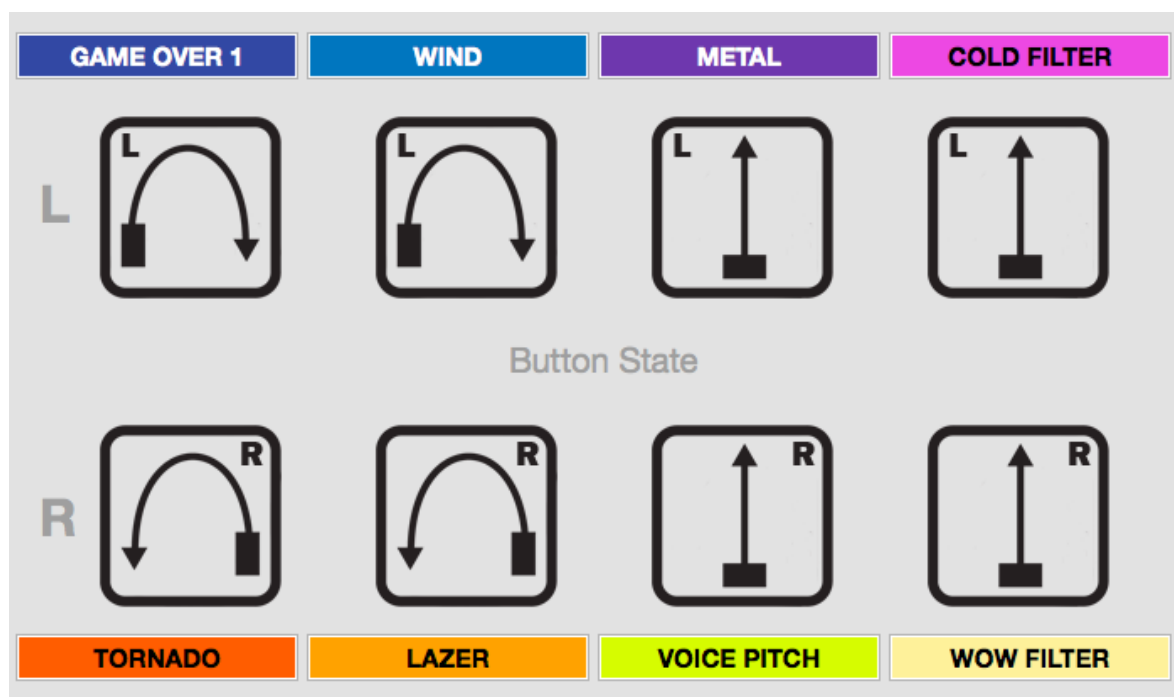 GAME OVER 1 WIND METAL COLD FILTER
L L L L
L
Button State
R R R R
R
TORNADO LAZER VOICE PITCH WOW FILTER